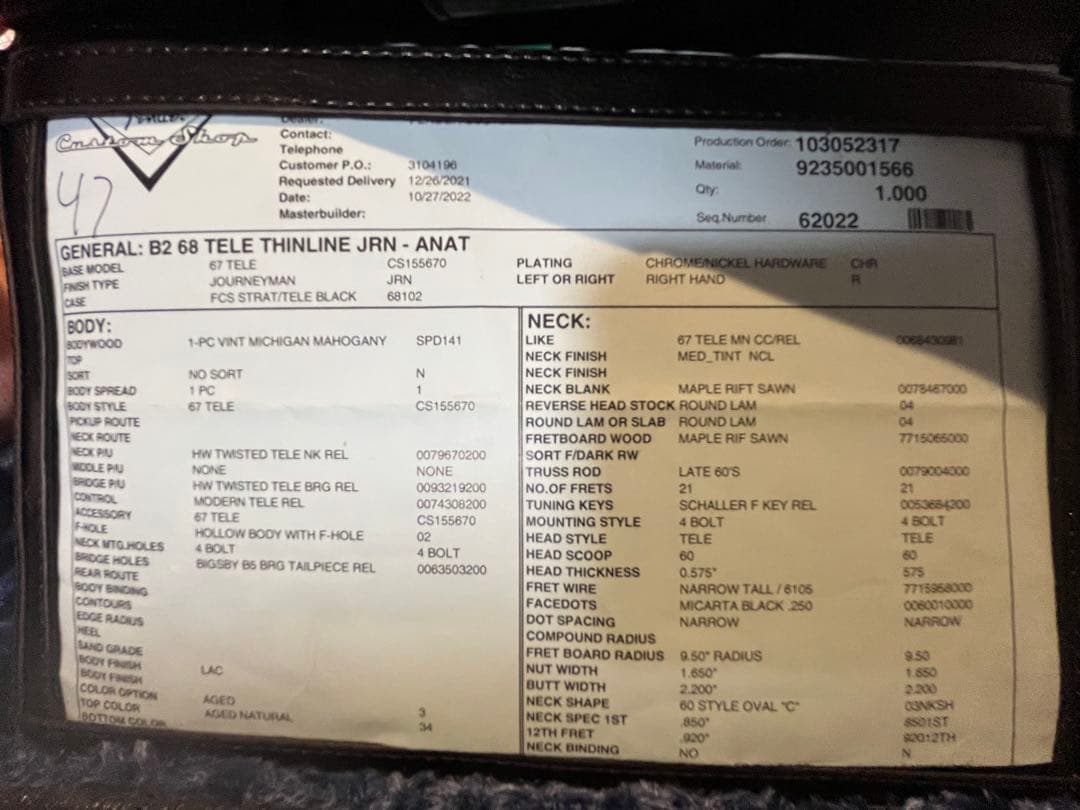 Custom Shop
47
Dealer:
Contact:
Telephone
Customer P.O.: 3104196
Requested Delivery 12/26/2021
Date: 10/27/2022
Masterbuilder:
Production Order: 103052317
Material: 9235001566
Qty: 1.000
Seq.Number 62022
GENERAL: B2 68 TELE THINLINE JRN - ANAT
BASE MODEL 67 TELE CS155670
FINISH TYPE JOURNEYMAN JRN
CASE FCS STRAT/TELE BLACK 68102
PLATING CHROME/NICKEL HARDWARE CHR
LEFT OR RIGHT RIGHT HAND R
BODY:
BODYWOOD 1-PC VINT MICHIGAN MAHOGANY SPD141
TOP
SORT NO SORT N
BODY SPREAD 1 PC 1
BODY STYLE 67 TELE CS155670
PICKUP ROUTE
NECK ROUTE
NECK P/U HW TWISTED TELE NK REL 0079670200
MIDDLE P/U NONE NONE
BRIDGE P/U HW TWISTED TELE BRG REL 0093219200
CONTROL MODERN TELE REL 0074308200
ACCESSORY 67 TELE CS155670
F-HOLE HOLLOW BODY WITH F-HOLE 02
NECK MTG.HOLES 4 BOLT 4 BOLT
BRIDGE HOLES BIGSBY B5 BRG TAILPIECE REL 0063503200
REAR ROUTE
BODY BINDING
CONTOURS
EDGE RADIUS
HEEL
SAND GRADE
BODY FINISH LAC
BODY FINISH
COLOR OPTION AGED 3
TOP COLOR AGED NATURAL 34
BOTTOM COLOR
NECK:
LIKE 67 TELE MN CC/REL 0068430981
NECK FINISH MED_TINT NCL
NECK FINISH
NECK BLANK MAPLE RIFT SAWN 0078467000
REVERSE HEAD STOCK ROUND LAM 04
ROUND LAM OR SLAB ROUND LAM 04
FRETBOARD WOOD MAPLE RIF SAWN 7715065000
SORT F/DARK RW
TRUSS ROD LATE 60'S 0079004000
NO.OF FRETS 21 21
TUNING KEYS SCHALLER F KEY REL 0053684200
MOUNTING STYLE 4 BOLT 4 BOLT
HEAD STYLE TELE TELE
HEAD SCOOP 60 60
HEAD THICKNESS 0.575" 575
FRET WIRE NARROW TALL / 6105 7715958000
FACEDOTS MICARTA BLACK .250 0060010000
DOT SPACING NARROW NARROW
COMPOUND RADIUS
FRET BOARD RADIUS 9.50" RADIUS 9.50
NUT WIDTH 1.650" 1.650
BUTT WIDTH 2.200" 2.200
NECK SHAPE 60 STYLE OVAL "C" 03NKSH
NECK SPEC 1ST .850" 8501ST
12TH FRET .920" 92012TH
NECK BINDING NO N